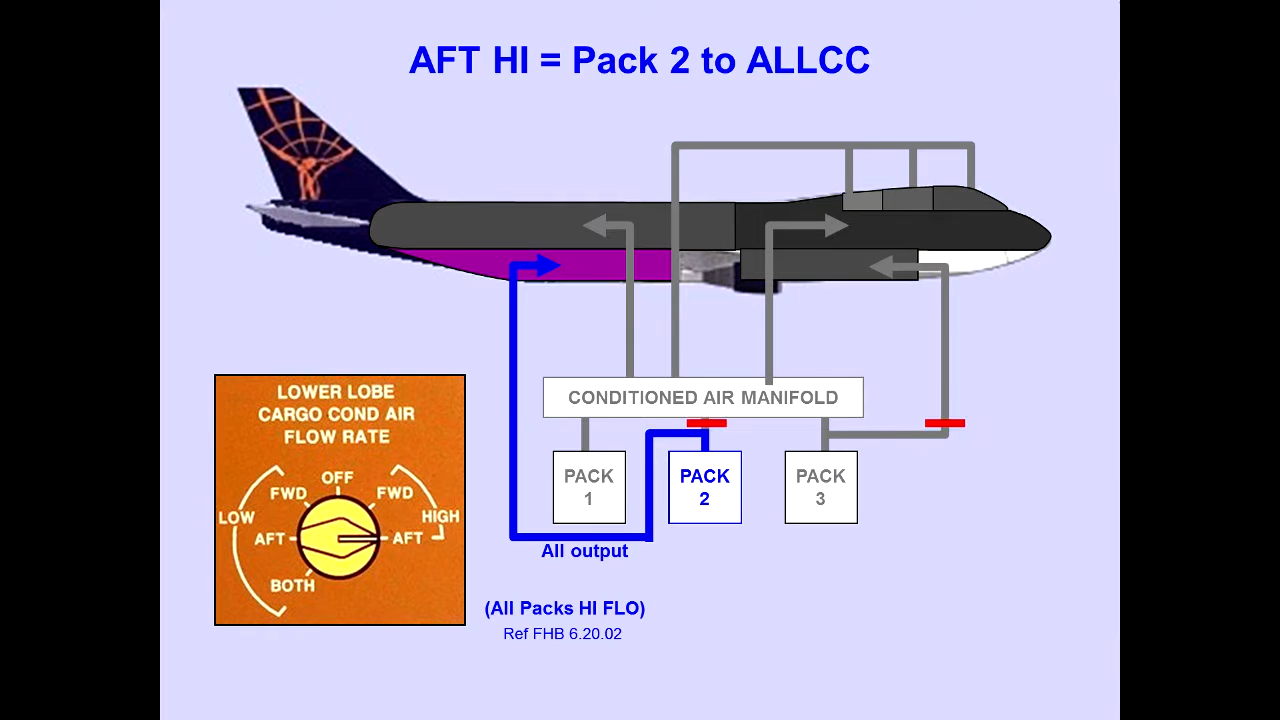 AFT HI = Pack 2 to ALLCC
CONDITIONED AIR MANIFOLD
PACK
1
PACK
2
PACK
3
All output
LOWER LOBE
CARGO COND AIR
FLOW RATE
OFF
FWD
FWD
LOW
HIGH
AFT
AFT
BOTH
(All Packs HI FLO)
Ref FHB 6.20.02